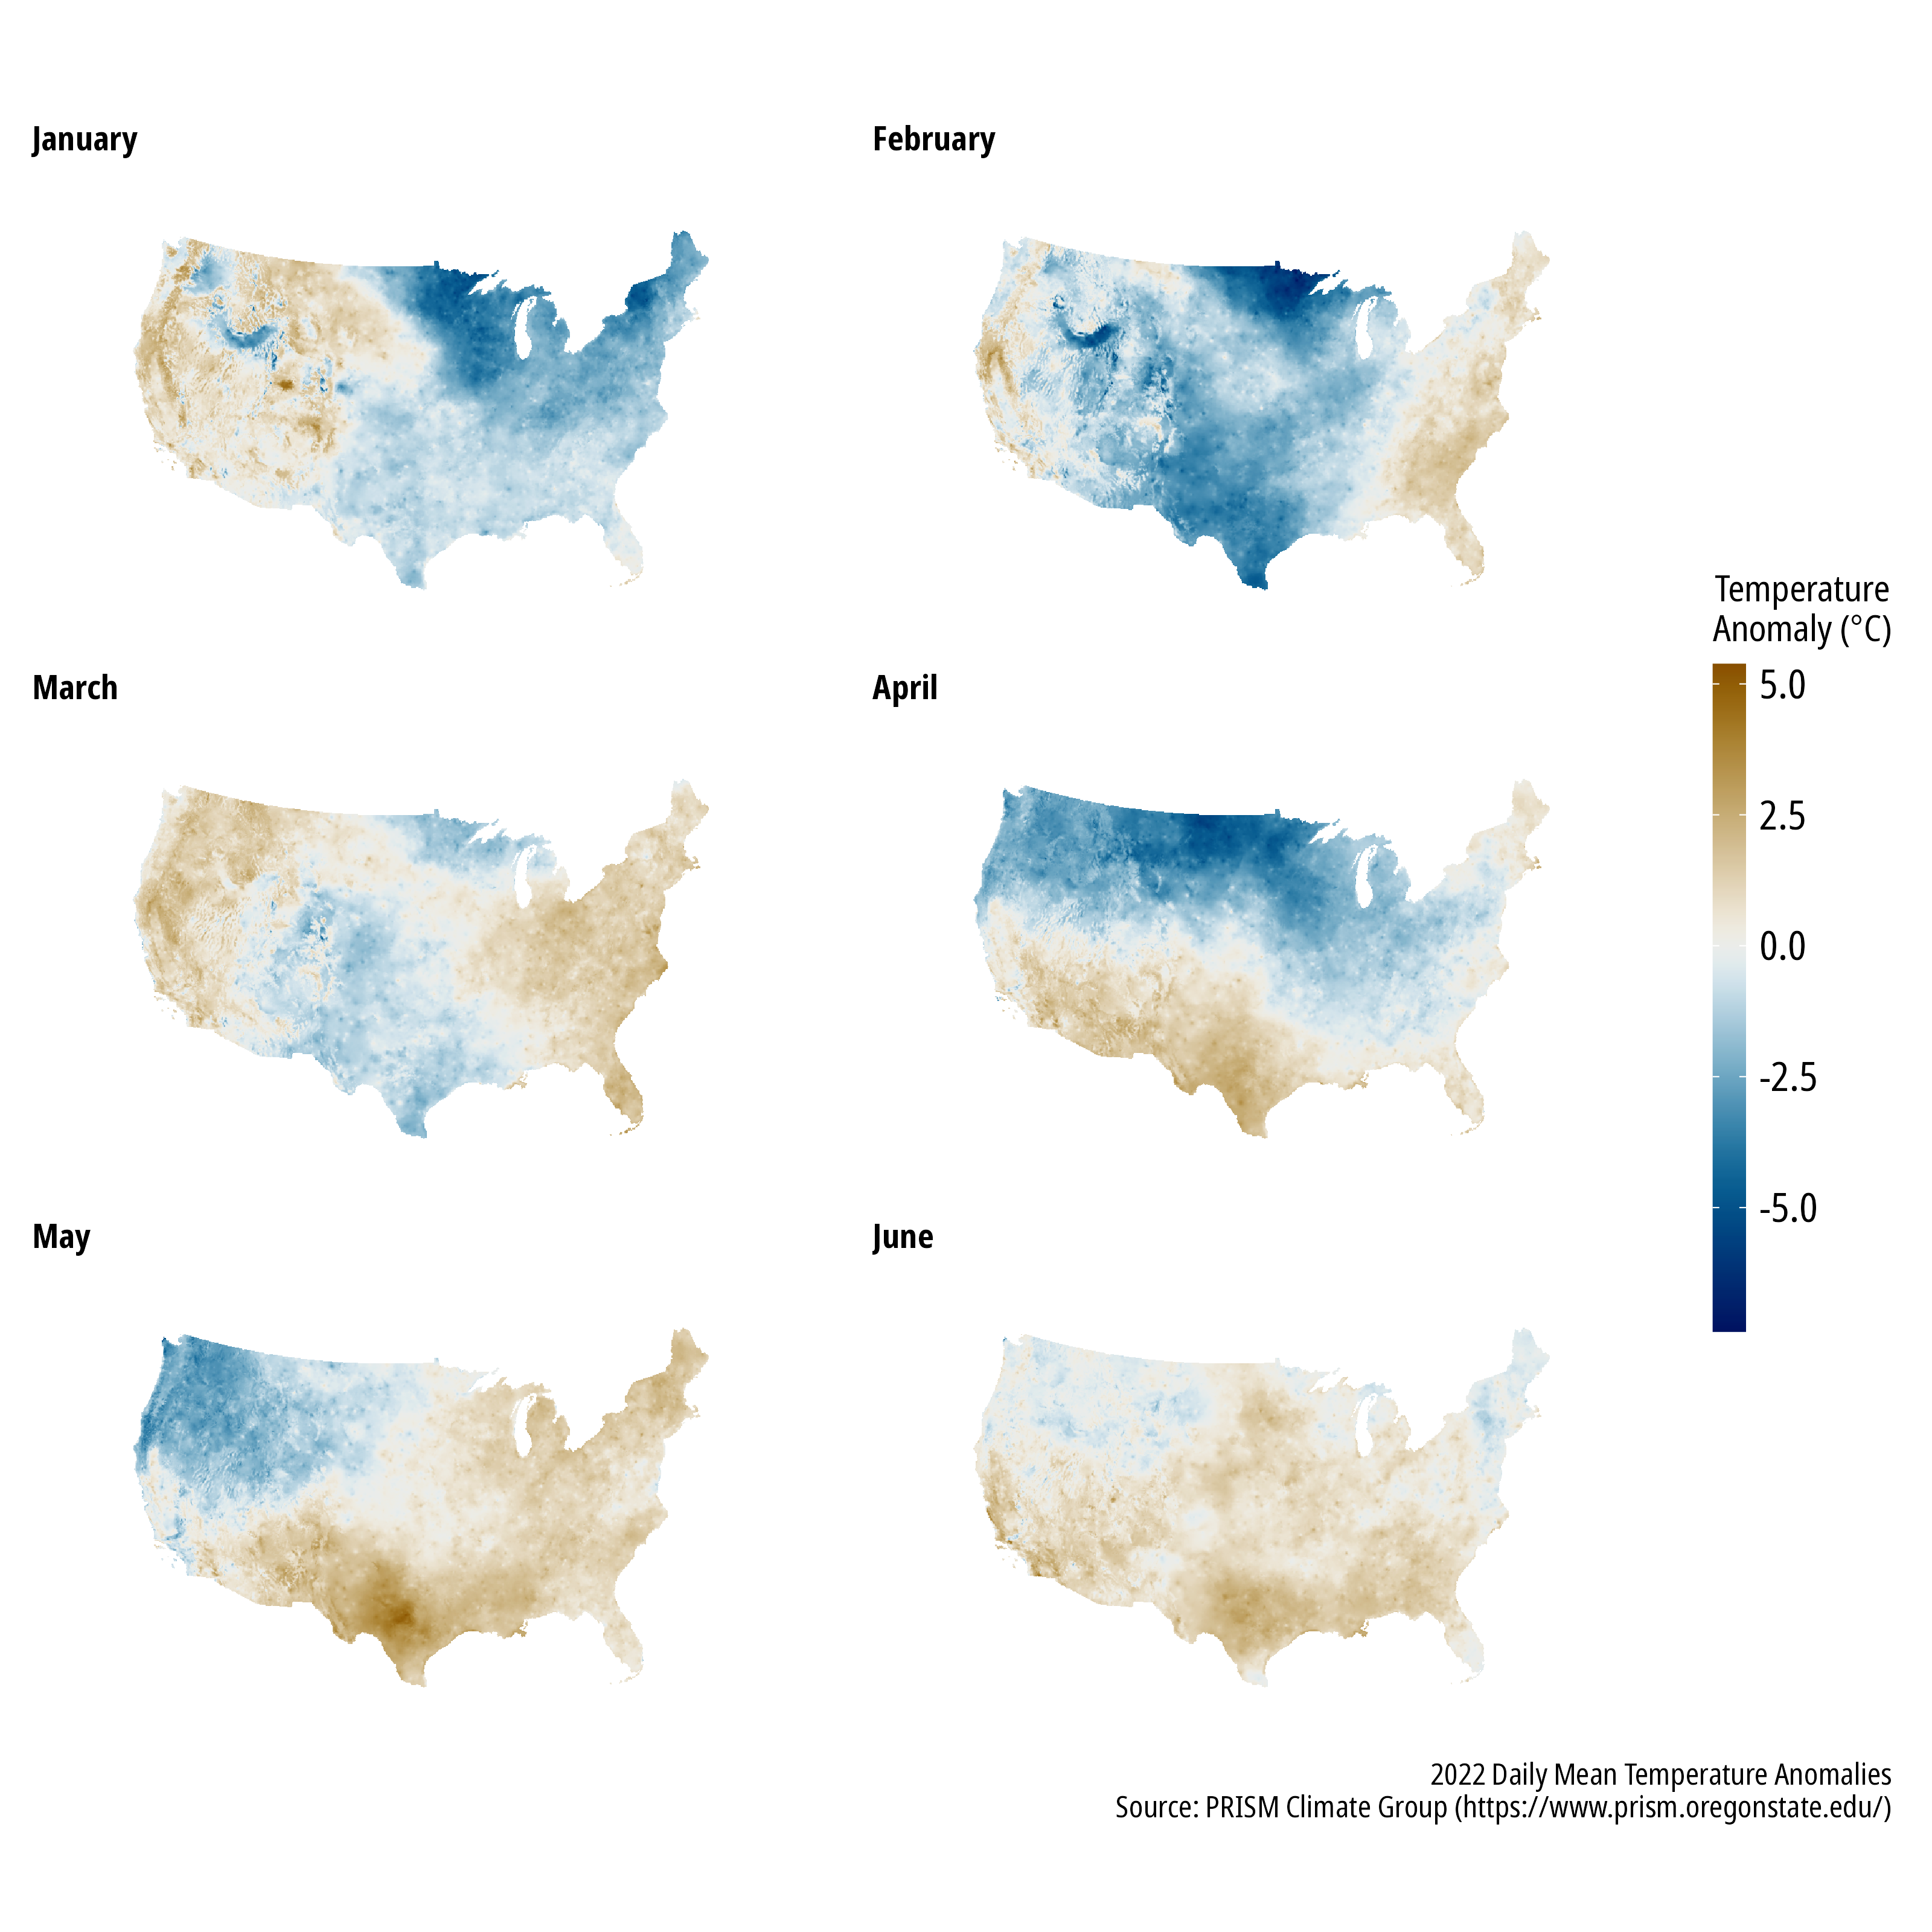 January
February
March
April
May
June
Temperature
Anomaly (°C)
5.0
2.5
0.0
-2.5
-5.0
2022 Daily Mean Temperature Anomalies
Source: PRISM Climate Group (https://www.prism.oregonstate.edu/)